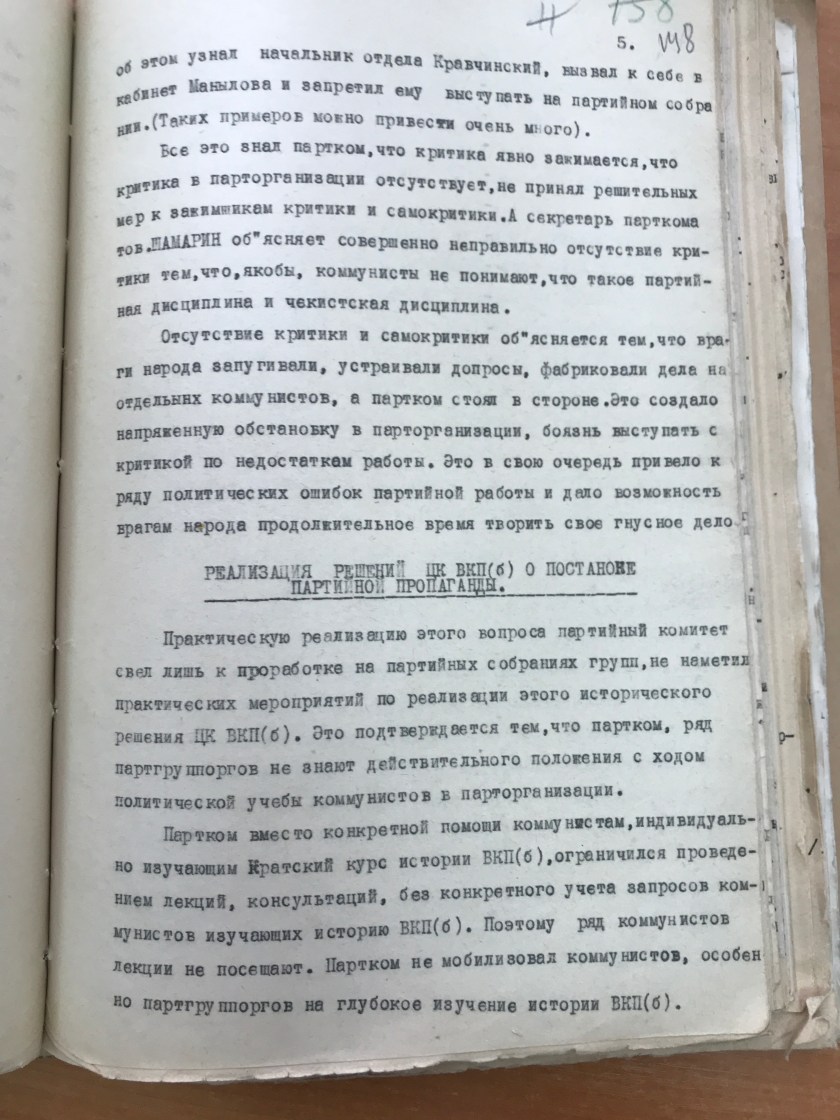 158
5. 148
об этом узнал начальник отдела Кравчинский, вызвал к себе в
кабинет Манылова и запретил ему выступать на партийном собра
нии.(Таких примеров можно привести очень много).
Все это знал партком,что критика явно зажимается,что
критика в парторганизации отсутствует,не принял решительных
мер к зажимщикам критики и самокритики.А секретарь парткома
тов.ШАМАРИН об"ясняет совершенно неправильно отсутствие кри-
тики тем,что,якобы, коммунисты не понимают,что такое партий-
ная дисциплина и чекистская дисциплина.
Отсутствие критики и самокритики об"ясняется тем,что вра-
ги народа запугивали, устраивали допросы, фабриковали дела на
отдельных коммунистов, а партком стоял в стороне.Это создало
напряженную обстановку в парторганизации, боязнь выступать с
критикой по недостаткам работы. Это в свою очередь привело к
ряду политических ошибок партийной работы и дало возможность
врагам народа продолжительное время творить свое гнусное дело.
РЕАЛИЗАЦИЯ РЕШЕНИЙ ЦК ВКП(б) О ПОСТАНОВКЕ
ПАРТИЙНОЙ ПРОПАГАНДЫ.
Практическую реализацию этого вопроса партийный комитет
свел лишь к проработке на партийных собраниях групп,не наметил
практических мероприятий по реализации этого исторического
решения ЦК ВКП(б). Это подтверждается тем,что партком, ряд
партгруппоргов не знают действительного положения с ходом
политической учебы коммунистов в парторганизации.
Партком вместо конкретной помощи коммунистам,индивидуаль-
но изучающим Кратский курс истории ВКП(б),ограничился проведе-
нием лекций, консультаций, без конкретного учета запросов ком-
мунистов изучающих историю ВКП(б). Поэтому ряд коммунистов
лекции не посещают. Партком не мобилизовал коммунистов, особен
но партгруппоргов на глубокое изучение истории ВКП(б).